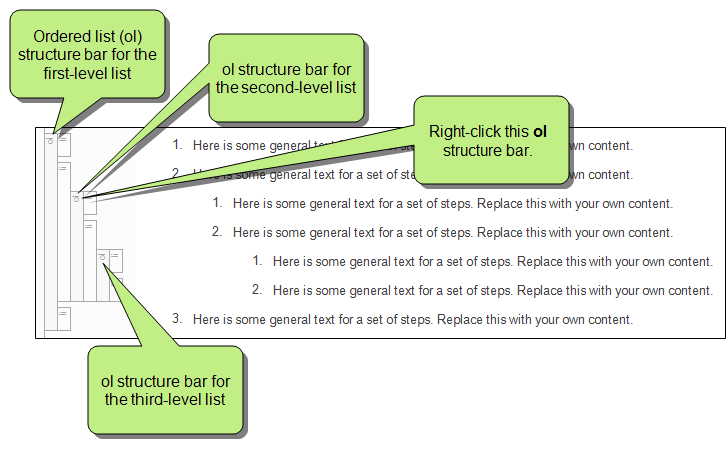 Ordered list (ol)
structure bar for the
first-level list
ol structure bar for
the second-level list
Right-click this ol
structure bar.
1. Here is some general wn content.
2. Here is some general text for a set of wn content.
1. Here is some general text for a set of steps. Replace this with your own content.
2. Here is some general text for a set of steps. Replace this with your own content.
1. Here is some general text for a set of steps. Replace this with your own content.
2. Here is some general text for a set of steps. Replace this with your own content.
3. Here is some general text for a set of steps. Replace this with your own content.
ol structure bar for
the third-level list